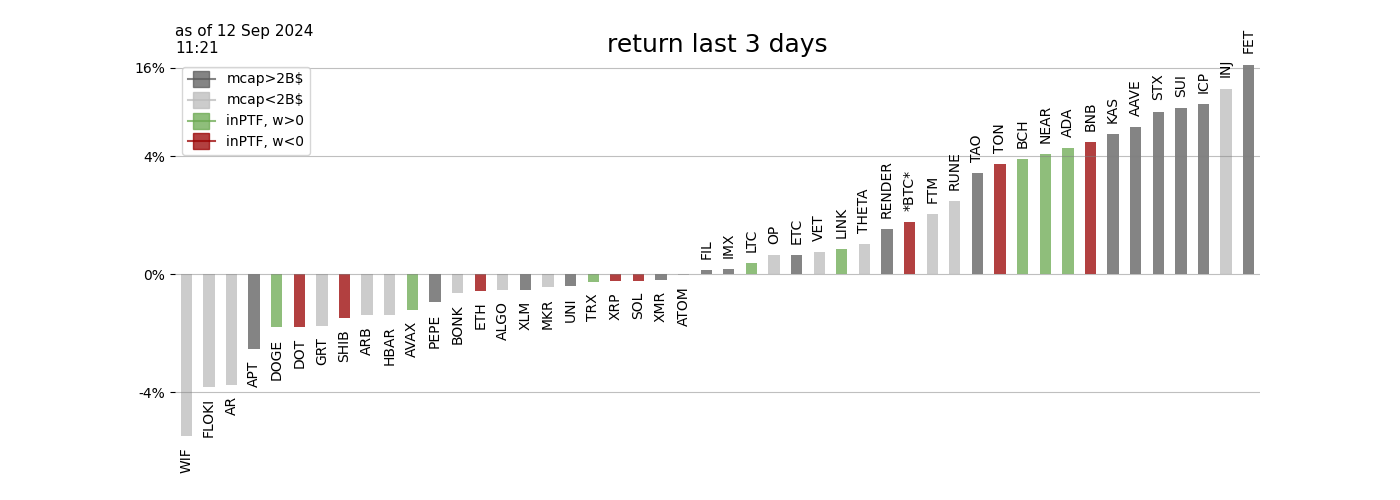 as of 12 Sep 2024
11:21
return last 3 days
16%
4%
0%
-4%
mcap>2B$
mcap<2B$
inPTF, w>0
inPTF, w<0
WIF
FLOKI
AR
APT
DOGE
DOT
GRT
SHIB
ARB
HBAR
AVAX
PEPE
BONK
ETH
ALGO
XLM
MKR
UNI
TRX
XRP
SOL
XMR
ATOM
FIL
IMX
LTC
OP
ETC
VET
LINK
THETA
RENDER
*BTC*
FTM
RUNE
TAO
TON
BCH
NEAR
ADA
BNB
KAS
AAVE
STX
SUI
ICP
INJ
FET